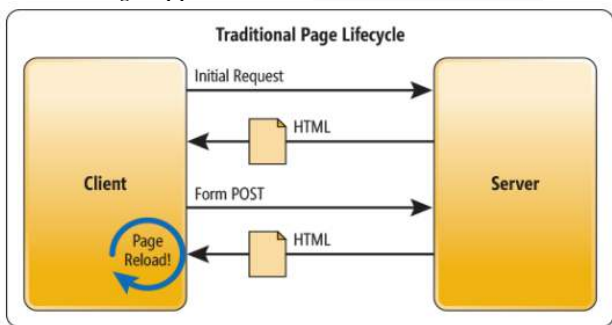 Traditional Page Lifecycle
Initial Request
HTML
Client
Form POST
Server
HTML
Page
Reload!